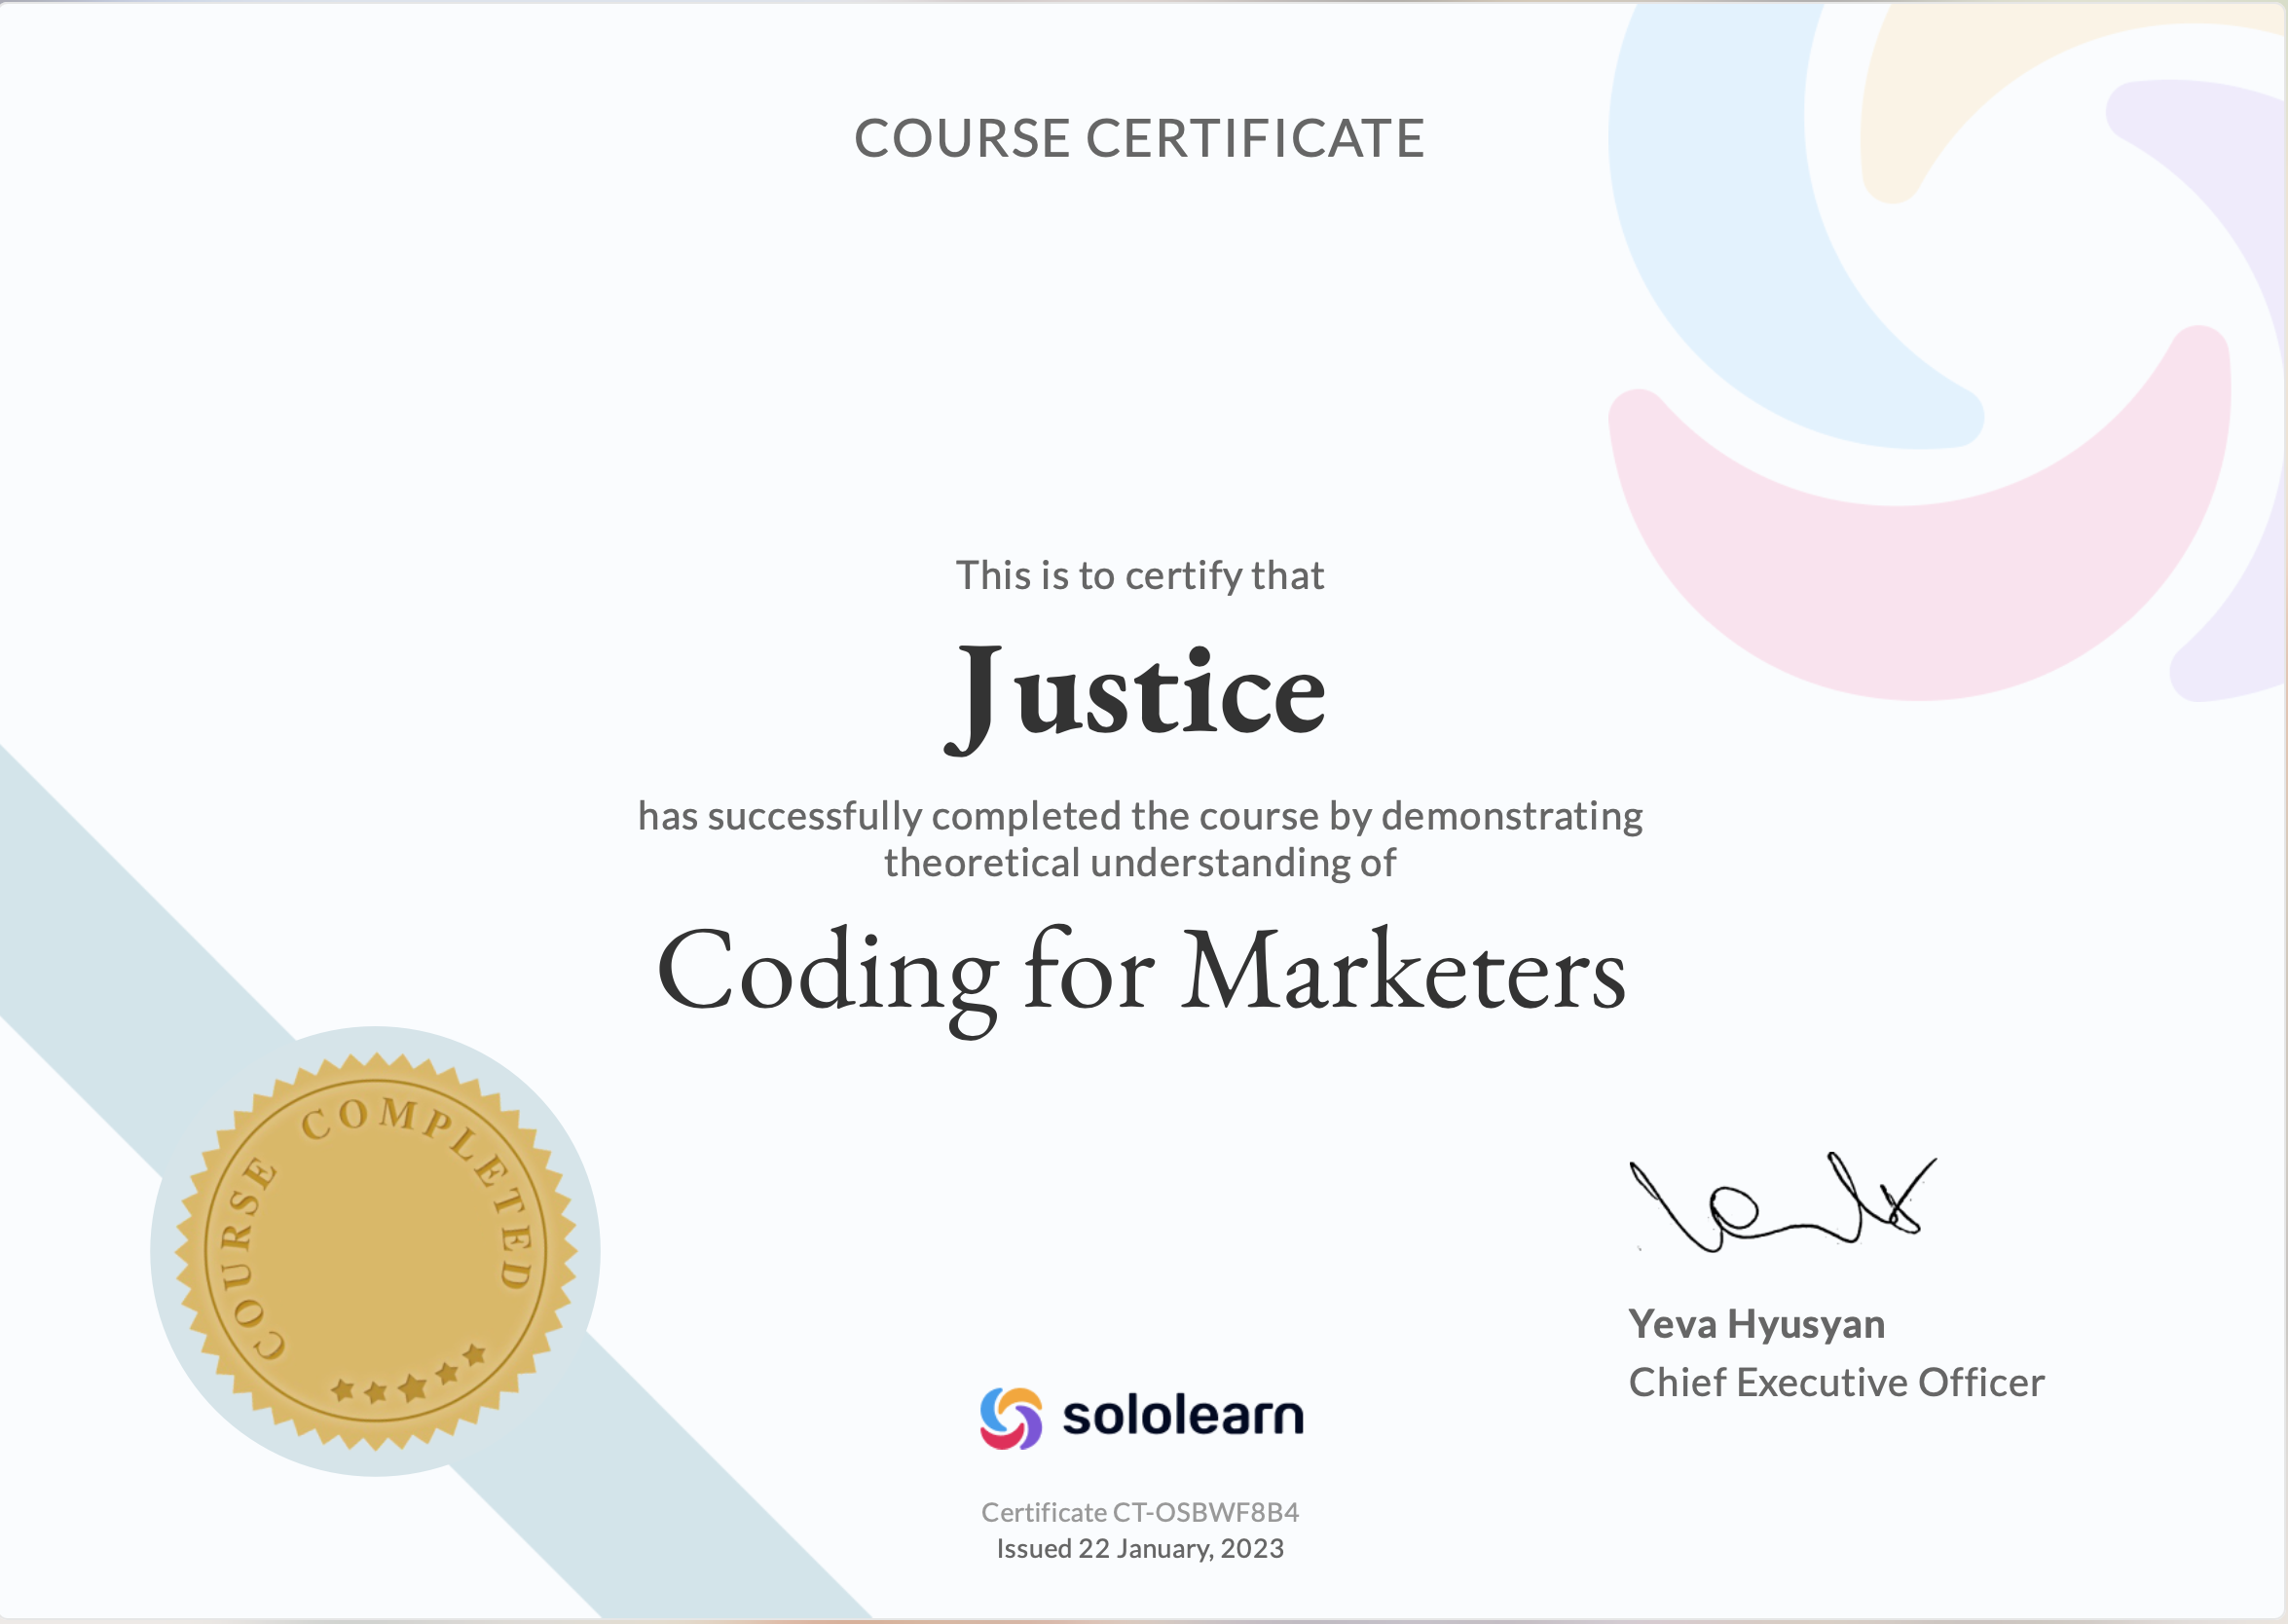 COURSE CERTIFICATE
This is to certify that
Justice
has successfully completed the course by demonstrating
theoretical understanding of
Coding for Marketers
COURSE COMPLETED
Yeva Hyusyan
Chief Executive Officer
sololearn
Certificate CT-OSBWF8B4
Issued 22 January, 2023